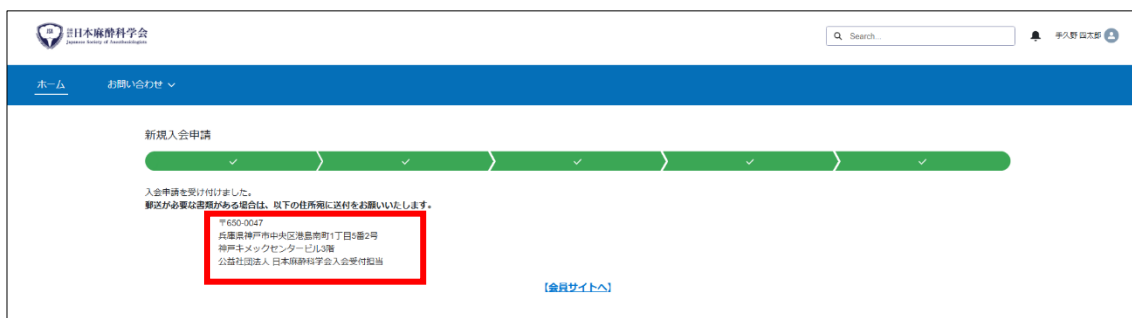 日本麻酔科学会
Japanese Society of Anesthesiologists
Search...
手久野 四太郎
ホーム
お問い合わせ
新規入会申請
入会申請を受け付けました。
郵送が必要な書類がある場合は、以下の住所宛に送付をお願いいたします。
〒650-0047
兵庫県神戸市中央区港島南町1丁目5番2号
神戸キメックセンタービル3階
公益社団法人 日本麻酔科学会入会受付担当
【会員サイトへ】